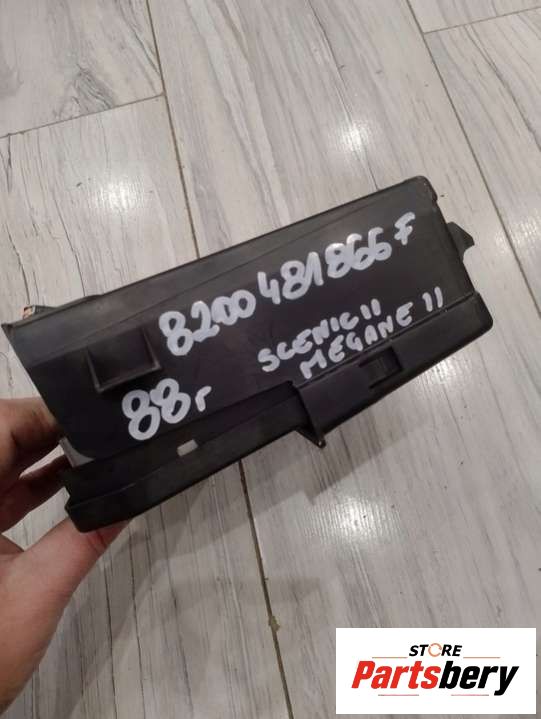 8200481866F
SCENIC II
MEGANE II
88r
STORE
Partsbery